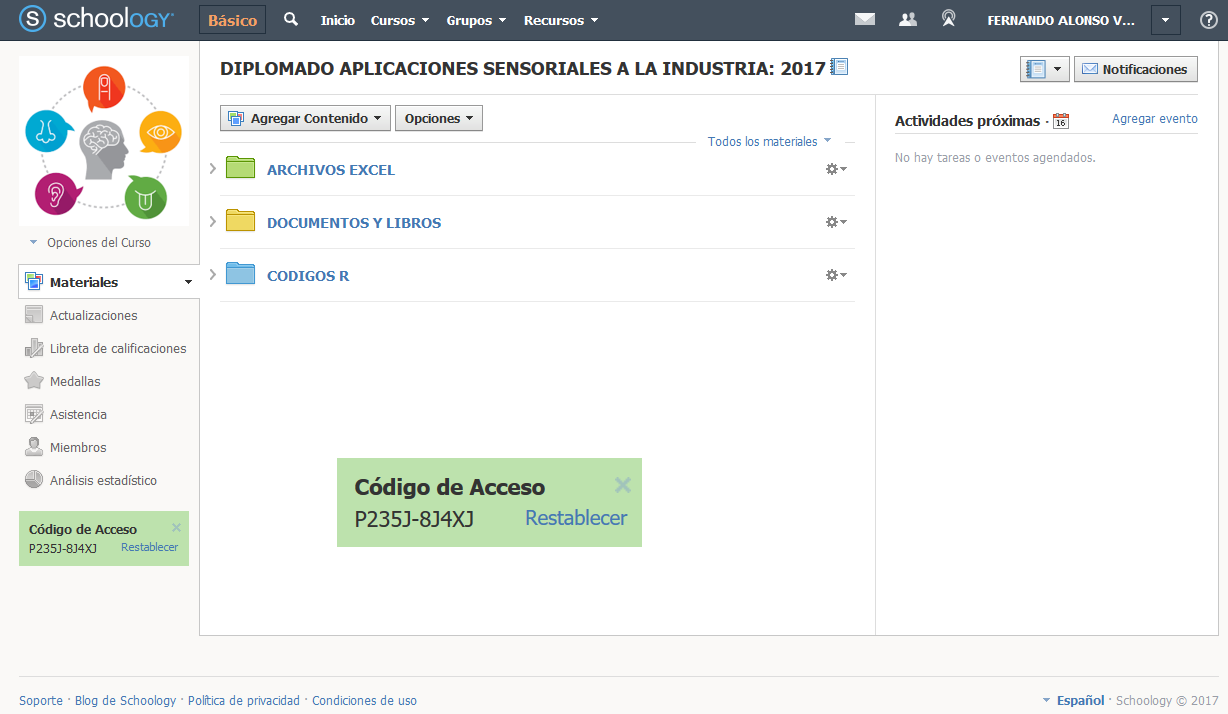 schoology Básico Inicio Cursos Grupos Recursos FERNANDO ALONSO V...
DIPLOMADO APLICACIONES SENSORIALES A LA INDUSTRIA: 2017
Notificaciones
Agregar Contenido Opciones
Todos los materiales
ARCHIVOS EXCEL
DOCUMENTOS Y LIBROS
CODIGOS R
Actividades próximas · 16 Agregar evento
No hay tareas o eventos agendados.
Opciones del Curso
Materiales
Actualizaciones
Libreta de calificaciones
Medallas
Asistencia
Miembros
Análisis estadístico
Código de Acceso
P235J-8J4XJ Restablecer
Código de Acceso
P235J-8J4XJ Restablecer
Soporte · Blog de Schoology · Política de privacidad · Condiciones de uso
Español · Schoology © 2017